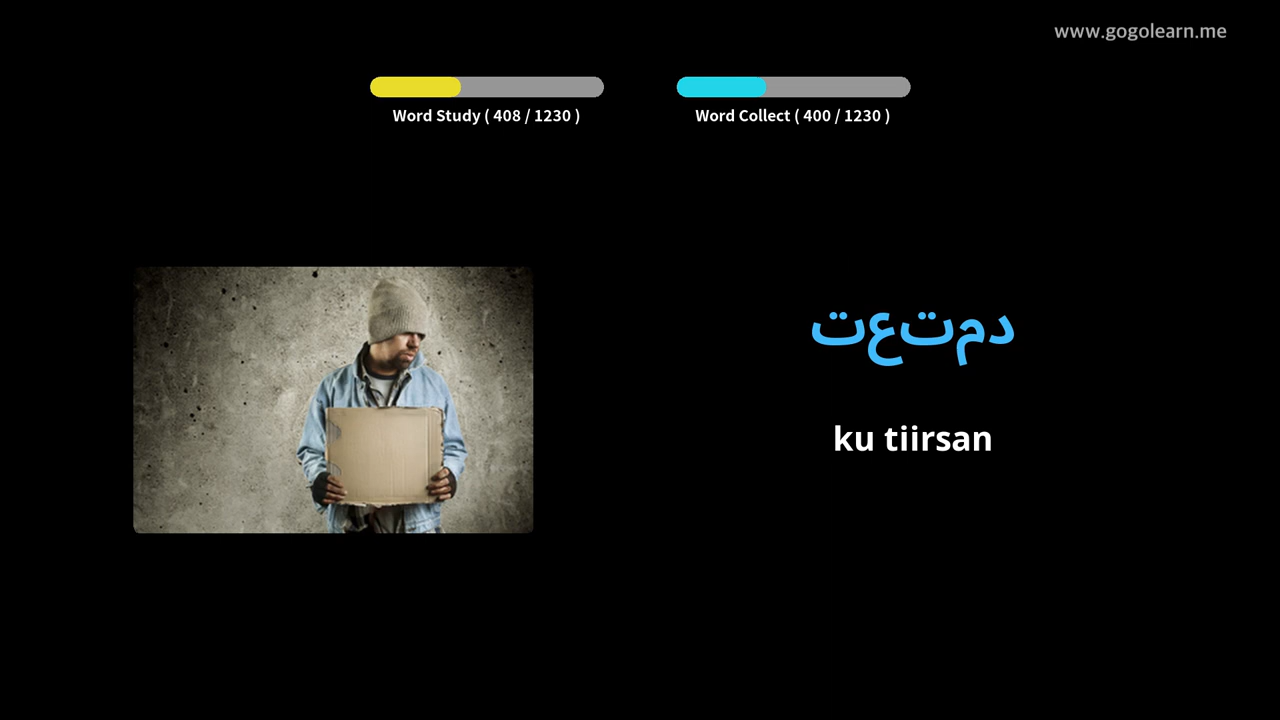 www.gogolearn.me
Word Study ( 408 / 1230 )
Word Collect ( 400 / 1230 )
تعتمد
ku tiirsan